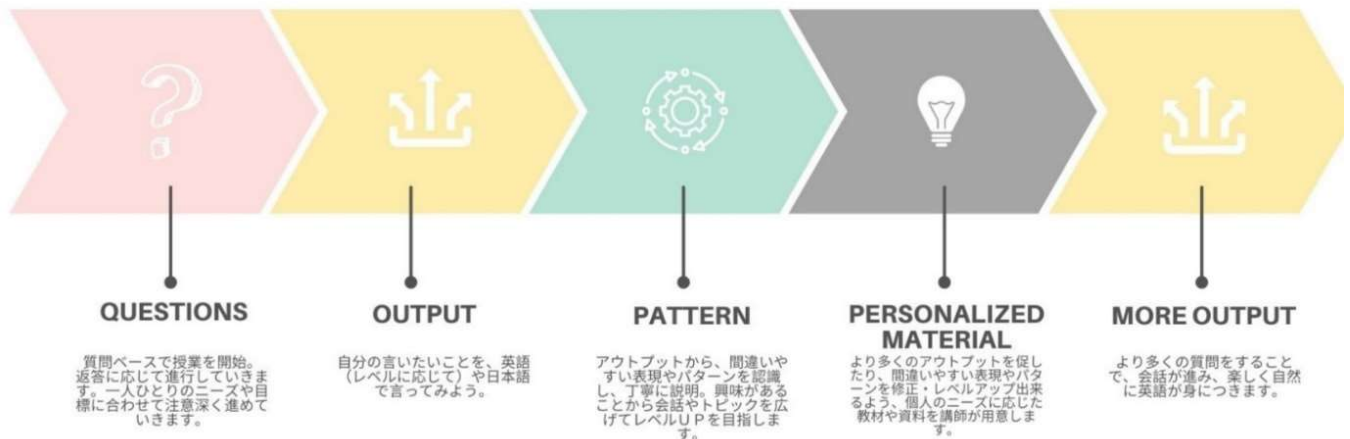 QUESTIONS
質問ベースで授業を開始。
返答に応じて進行していきま
す。一人ひとりのニーズや目
標に合わせて注意深く進めて
いきます。
OUTPUT
自分の言いたいことを、英語
（レベルに応じて）や日本語
で言ってみよう。
PATTERN
アウトプットから、間違いや
すい表現やパターンを認識
し、丁寧に説明。興味がある
ことから会話やトピックを広
げてレベルＵＰを目指しま
す。
PERSONALIZED
MATERIAL
より多くのアウトプットを促し
たり、間違いやすい表現やパタ
ーンを修正・レベルアップ出来
るよう、個人のニーズに応じた
教材や資料を講師が用意しま
す。
MORE OUTPUT
より多くの質問をすること
で、会話が進み、楽しく自然
に英語が身につきます。